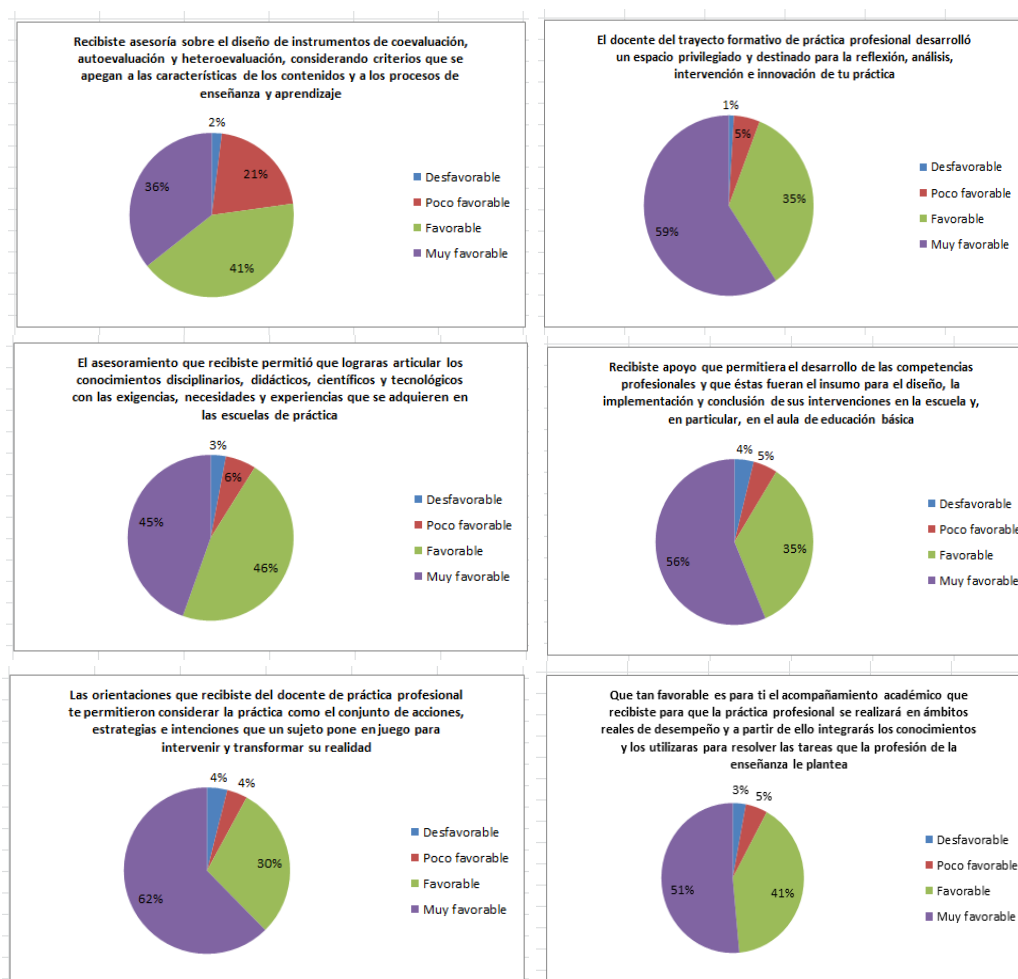 Recibiste asesoría sobre el diseño de instrumentos de coevaluación,
autoevaluación y heteroevaluación, considerando criterios que se
apegan a las características de los contenidos y a los procesos de
enseñanza y aprendizaje
2%
21%
36%
41%
Desfavorable
Poco favorable
Favorable
Muy favorable
El docente del trayecto formativo de práctica profesional desarrolló
un espacio privilegiado y destinado para la reflexión, análisis,
intervención e innovación de tu práctica
1%
5%
35%
59%
Desfavorable
Poco favorable
Favorable
Muy favorable
El asesoramiento que recibiste permitió que lograras articular los
conocimientos disciplinarios, didácticos, científicos y tecnológicos
con las exigencias, necesidades y experiencias que se adquieren en
las escuelas de práctica
3%
6%
45%
46%
Desfavorable
Poco favorable
Favorable
Muy favorable
Recibiste apoyo que permitiera el desarrollo de las competencias
profesionales y que éstas fueran el insumo para el diseño, la
implementación y conclusión de sus intervenciones en la escuela y,
en particular, en el aula de educación básica
4%
5%
35%
56%
Desfavorable
Poco favorable
Favorable
Muy favorable
Las orientaciones que recibiste del docente de práctica profesional
te permitieron considerar la práctica como el conjunto de acciones,
estrategias e intenciones que un sujeto pone en juego para
intervenir y transformar su realidad
4%
4%
30%
62%
Desfavorable
Poco favorable
Favorable
Muy favorable
Que tan favorable es para ti el acompañamiento académico que
recibiste para que la práctica profesional se realizará en ámbitos
reales de desempeño y a partir de ello integrarás los conocimientos
y los utilizaras para resolver las tareas que la profesión de la
enseñanza le plantea
3%
5%
51%
41%
Desfavorable
Poco favorable
Favorable
Muy favorable